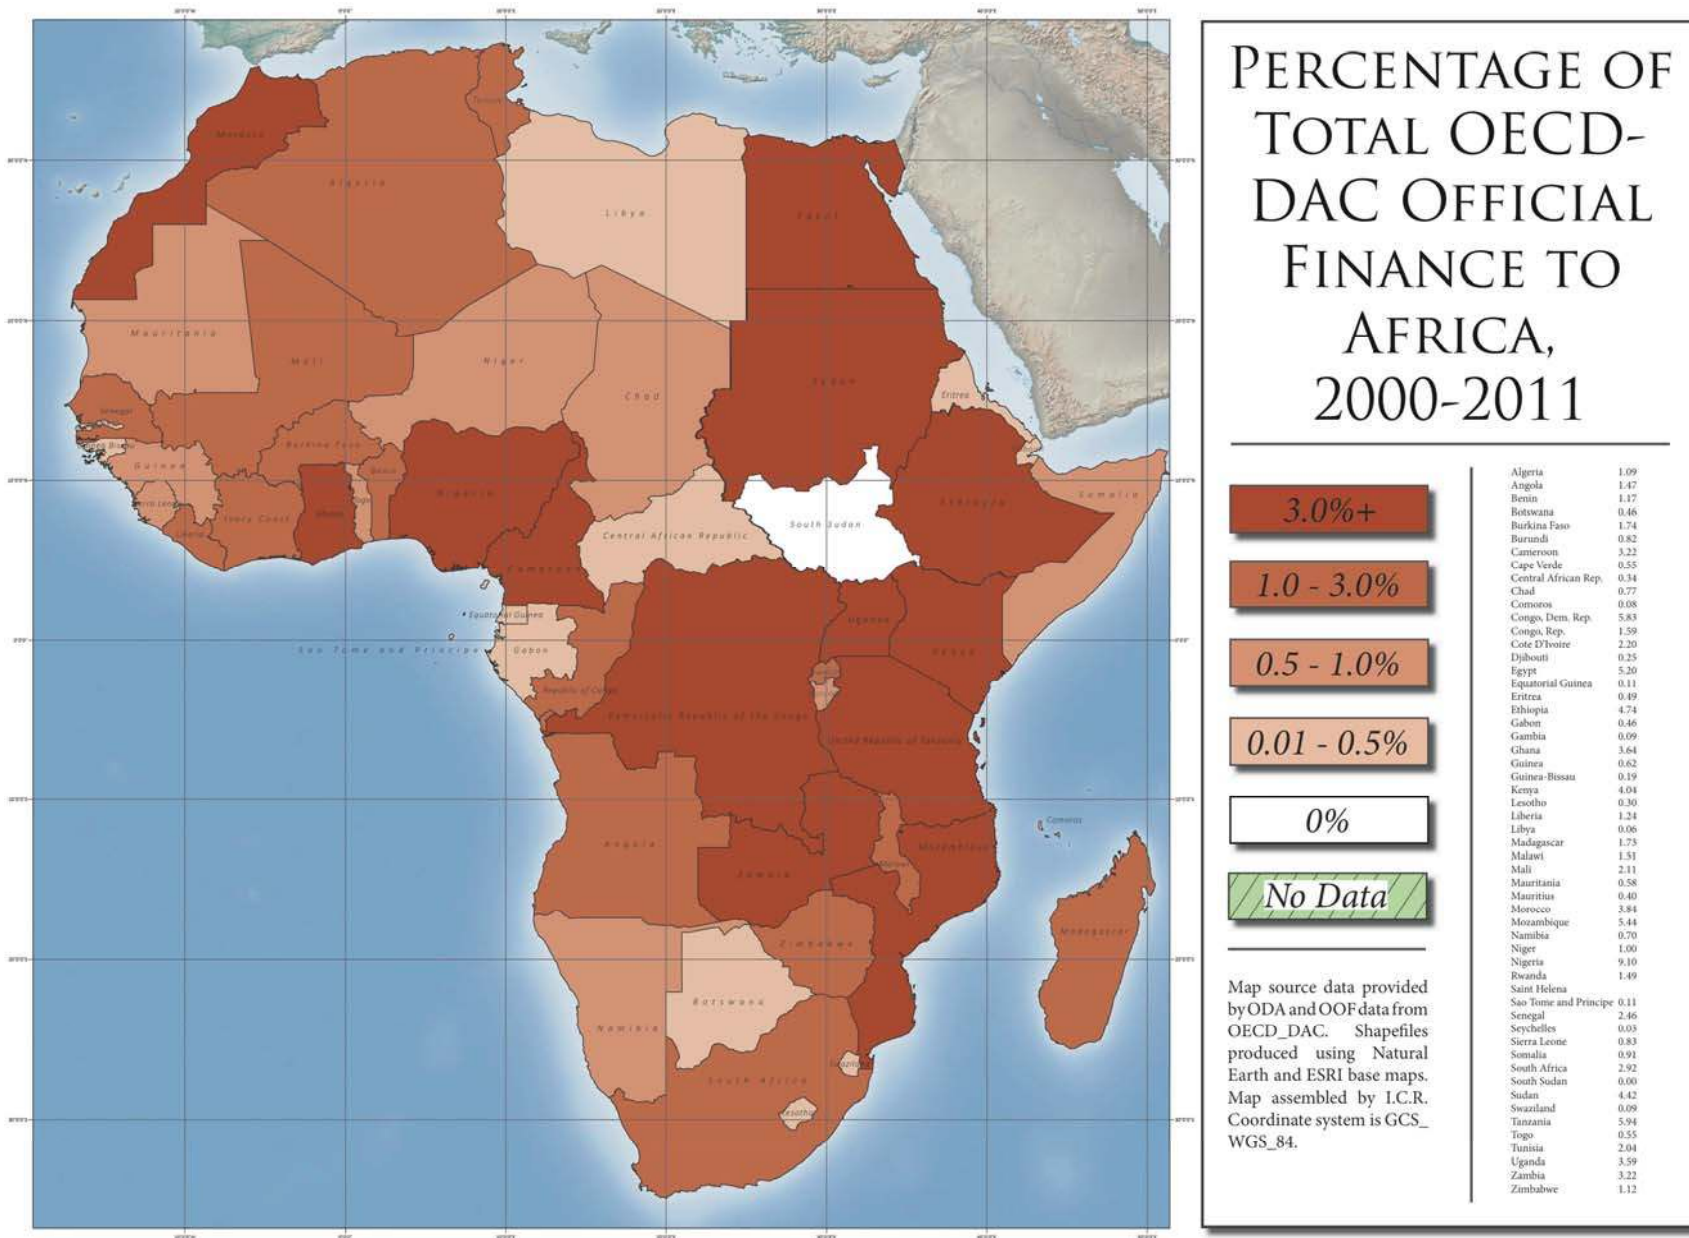 PERCENTAGE OF
TOTAL OECD-
DAC OFFICIAL
FINANCE TO
AFRICA,
2000-2011
3.0%+
1.0 - 3.0%
0.5 - 1.0%
0.01 - 0.5%
0%
No Data
Map source data provided
by ODA and OOF data from
OECD_DAC. Shapefiles
produced using Natural
Earth and ESRI base maps.
Map assembled by I.C.R.
Coordinate system is GCS_
WGS_84.
Algeria 1.09
Angola 1.47
Benin 1.17
Botswana 0.46
Burkina Faso 1.74
Burundi 0.82
Cameroon 3.22
Cape Verde 0.55
Central African Rep. 0.34
Chad 0.77
Comoros 0.08
Congo, Dem. Rep. 5.83
Congo, Rep. 1.59
Cote D'Ivoire 2.20
Djibouti 0.25
Egypt 5.20
Equatorial Guinea 0.11
Eritrea 0.49
Ethiopia 4.74
Gabon 0.46
Gambia 0.09
Ghana 3.64
Guinea 0.62
Guinea-Bissau 0.19
Kenya 4.04
Lesotho 0.30
Liberia 1.24
Libya 0.06
Madagascar 1.73
Malawi 1.51
Mali 2.11
Mauritania 0.58
Mauritius 0.40
Morocco 3.84
Mozambique 5.44
Namibia 0.70
Niger 1.00
Nigeria 9.10
Rwanda 1.49
Saint Helena
Sao Tome and Principe 0.11
Senegal 2.46
Seychelles 0.03
Sierra Leone 0.83
Somalia 0.91
South Africa 2.92
South Sudan 0.00
Sudan 4.42
Swaziland 0.09
Tanzania 5.94
Togo 0.55
Tunisia 2.04
Uganda 3.59
Zambia 3.22
Zimbabwe 1.12
Morocco
Tunisia
Algeria
Libya
Egypt
Mauritania
Mali
Niger
Chad
Sudan
Eritrea
Senegal
Burkina Faso
Guinea
Benin
Nigeria
Ivory Coast
Ghana
Liberia
Cameroon
Central African Republic
South Sudan
Ethiopia
Somalia
Equatorial Guinea
Sao Tome and Principe
Gabon
Republic of Congo
Democratic Republic of the Congo
Uganda
Kenya
United Republic of Tanzania
Angola
Zambia
Malawi
Mozambique
Comoros
Madagascar
Zimbabwe
Namibia
Botswana
South Africa
Swaziland
Lesotho